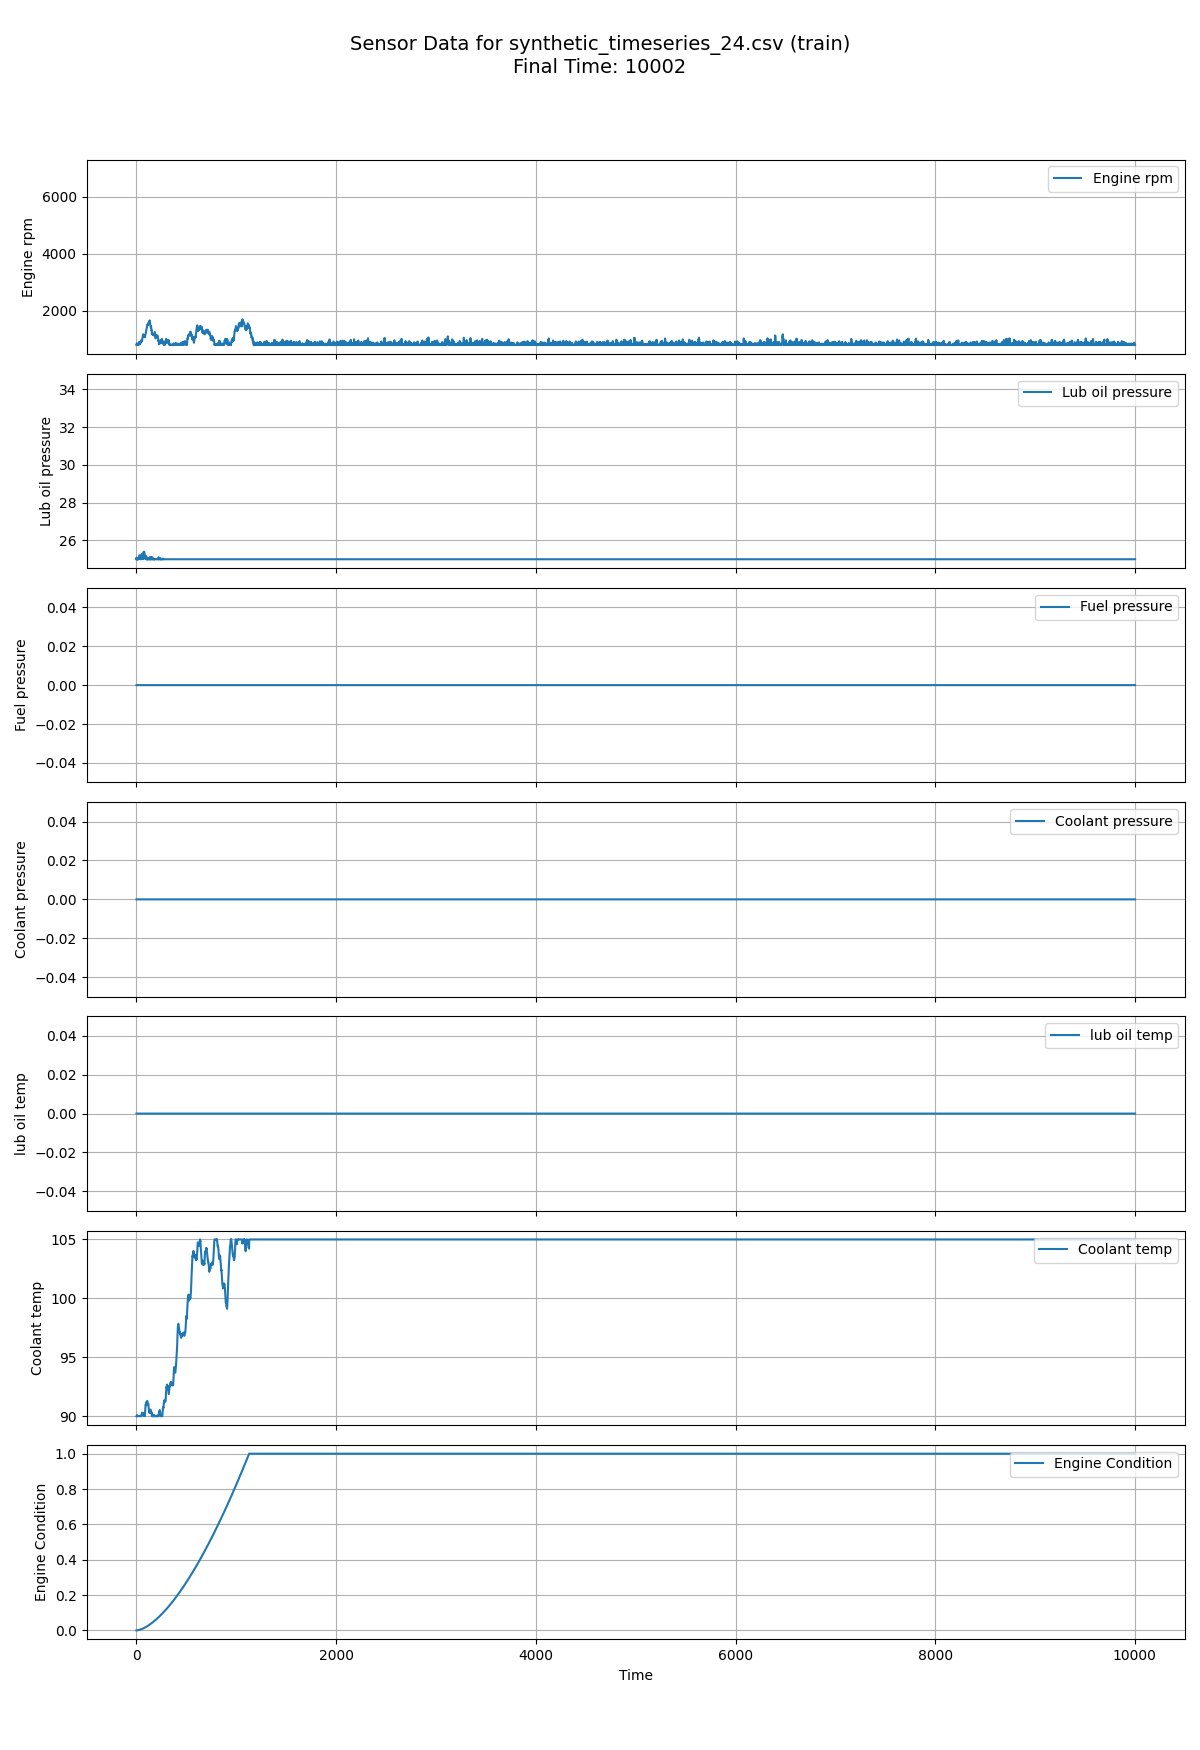 Sensor Data for synthetic_timeseries_24.csv (train)
Final Time: 10002
Engine rpm
6000
4000
2000
Engine rpm
Lub oil pressure
34
32
30
28
26
Lub oil pressure
Fuel pressure
0.04
0.02
0.00
−0.02
−0.04
Fuel pressure
Coolant pressure
0.04
0.02
0.00
−0.02
−0.04
Coolant pressure
lub oil temp
0.04
0.02
0.00
−0.02
−0.04
lub oil temp
Coolant temp
105
100
95
90
Coolant temp
Engine Condition
1.0
0.8
0.6
0.4
0.2
0.0
Engine Condition
0 2000 4000 6000 8000 10000
Time